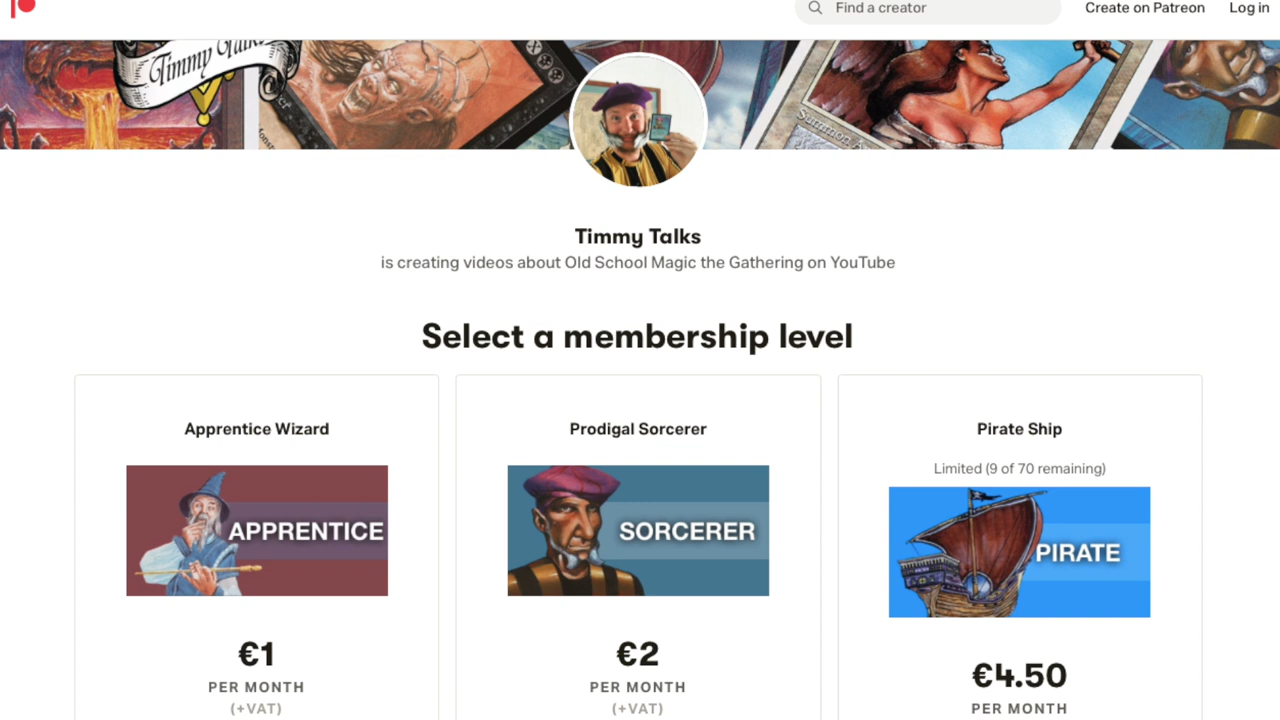 Find a creator
Create on Patreon
Log in
Timmy Talks
Summon A
Timmy Talks
is creating videos about Old School Magic the Gathering on YouTube
Select a membership level
Apprentice Wizard
APPRENTICE
€1
PER MONTH
(+VAT)
Prodigal Sorcerer
SORCERER
€2
PER MONTH
(+VAT)
Pirate Ship
Limited (9 of 70 remaining)
PIRATE
€4.50
PER MONTH